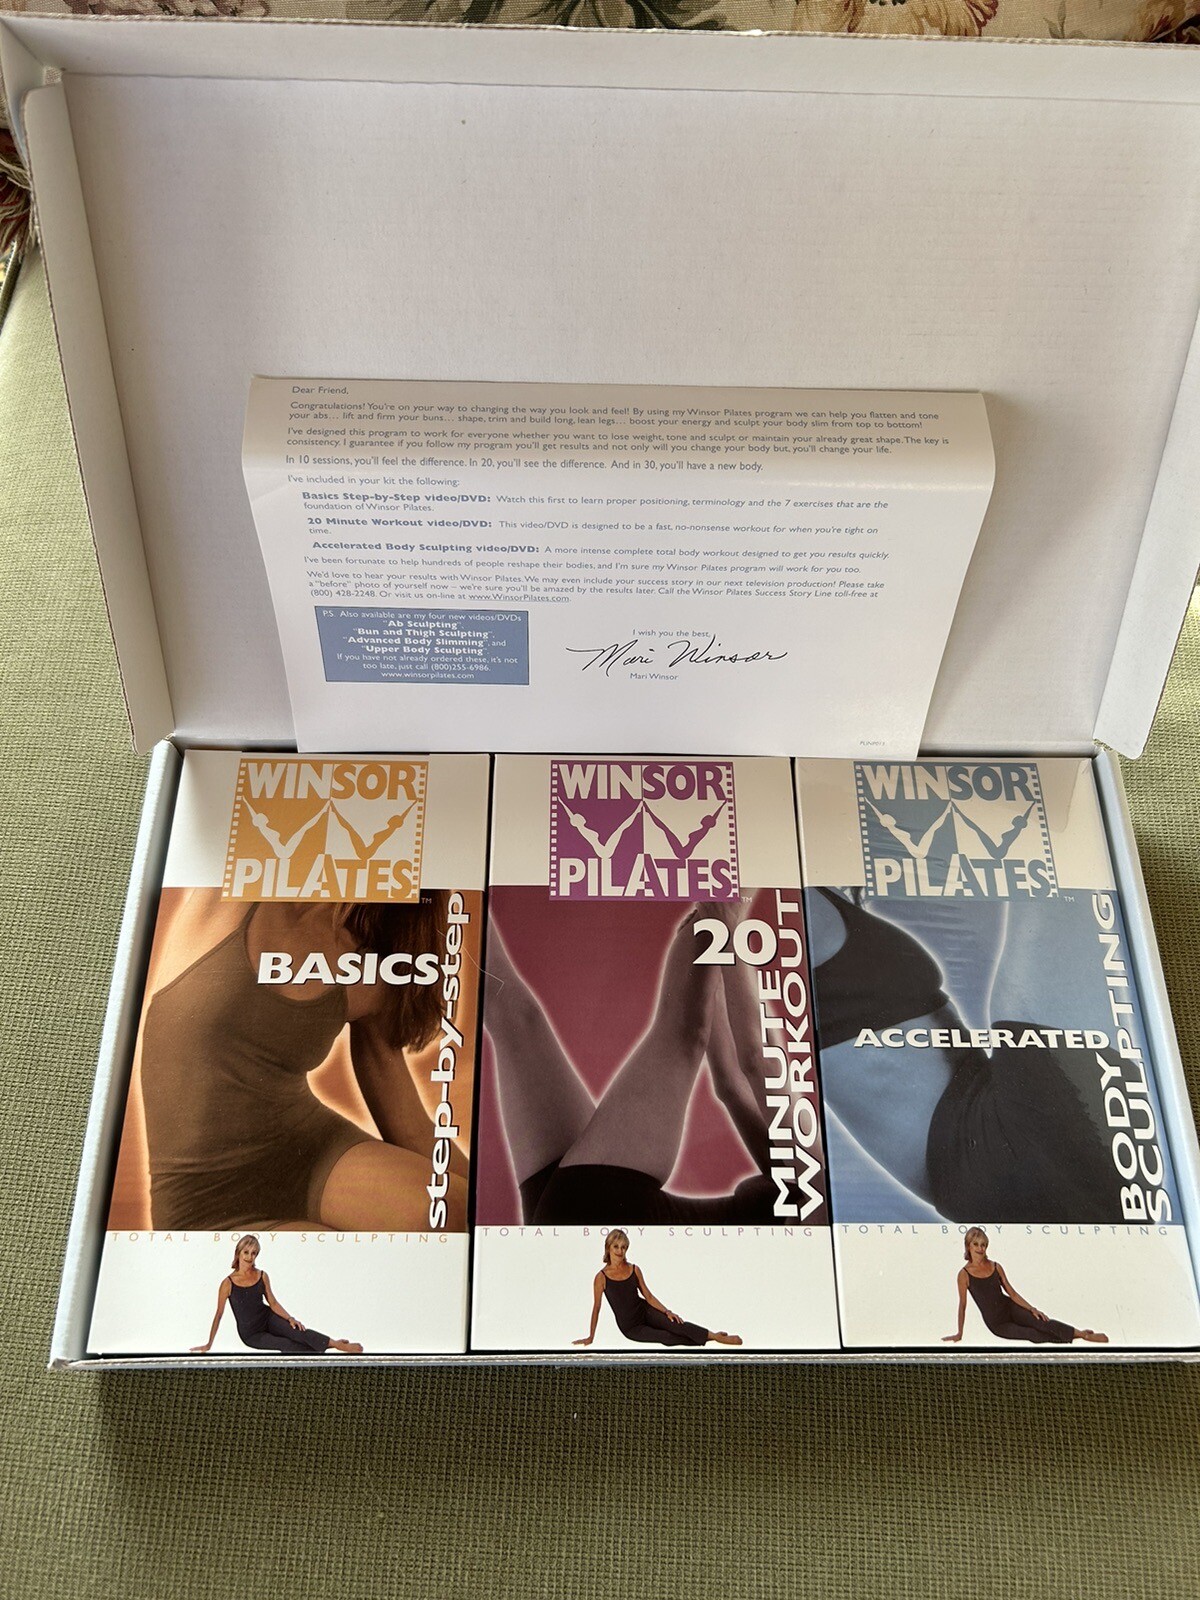 Dear Friend,
Congratulations! You're on your way to changing the way you look and feel! By using my Winsor Pilates program we can help you flatten and tone
your abs... lift and firm your buns... shape, trim and build long, lean legs... boost your energy and sculpt your body slim from top to bottom!
I've designed this program to work for everyone whether you want to lose weight, tone and sculpt or maintain your already great shape. The key is
consistency. I guarantee if you follow my program you'll get results and not only will you change your body but, you'll change your life.
In 10 sessions, you'll feel the difference. In 20, you'll see the difference. And in 30, you'll have a new body.
I've included in your kit the following:
Basics Step-by-Step video/DVD: Watch this first to learn proper positioning, terminology and the 7 exercises that are the
foundation of Winsor Pilates.
20 Minute Workout video/DVD: This video/DVD is designed to be a fast, no-nonsense workout for when you're tight on
time.
Accelerated Body Sculpting video/DVD: A more intense complete total body workout designed to get you results quickly.
I've been fortunate to help hundreds of people reshape their bodies, and I'm sure my Winsor Pilates program will work for you too.
We'd love to hear your results with Winsor Pilates. We may even include your success story in our next television production! Please take
a "before" photo of yourself now – we're sure you'll be amazed by the results later. Call the Winsor Pilates Success Story Line toll-free at
(800) 428-2248. Or visit us on-line at www.WinsorPilates.com.
P.S. Also available are my four new videos/DVDs
"Ab Sculpting",
"Bun and Thigh Sculpting",
"Advanced Body Slimming", and
"Upper Body Sculpting"
If you have not already ordered these, it's not
too late, just call (800)255-6986.
www.winsorpilates.com
I wish you the best,
Mari Winsor
Mari Winsor
WINSOR
PILATES™
BASICS
step-by-step
TOTAL BODY SCULPTING
WINSOR
PILATES™
20
MINUTE
WORKOUT
TOTAL BODY SCULPTING
WINSOR
PILATES™
ACCELERATED
BODY
SCULPTING
TOTAL BODY SCULPTING